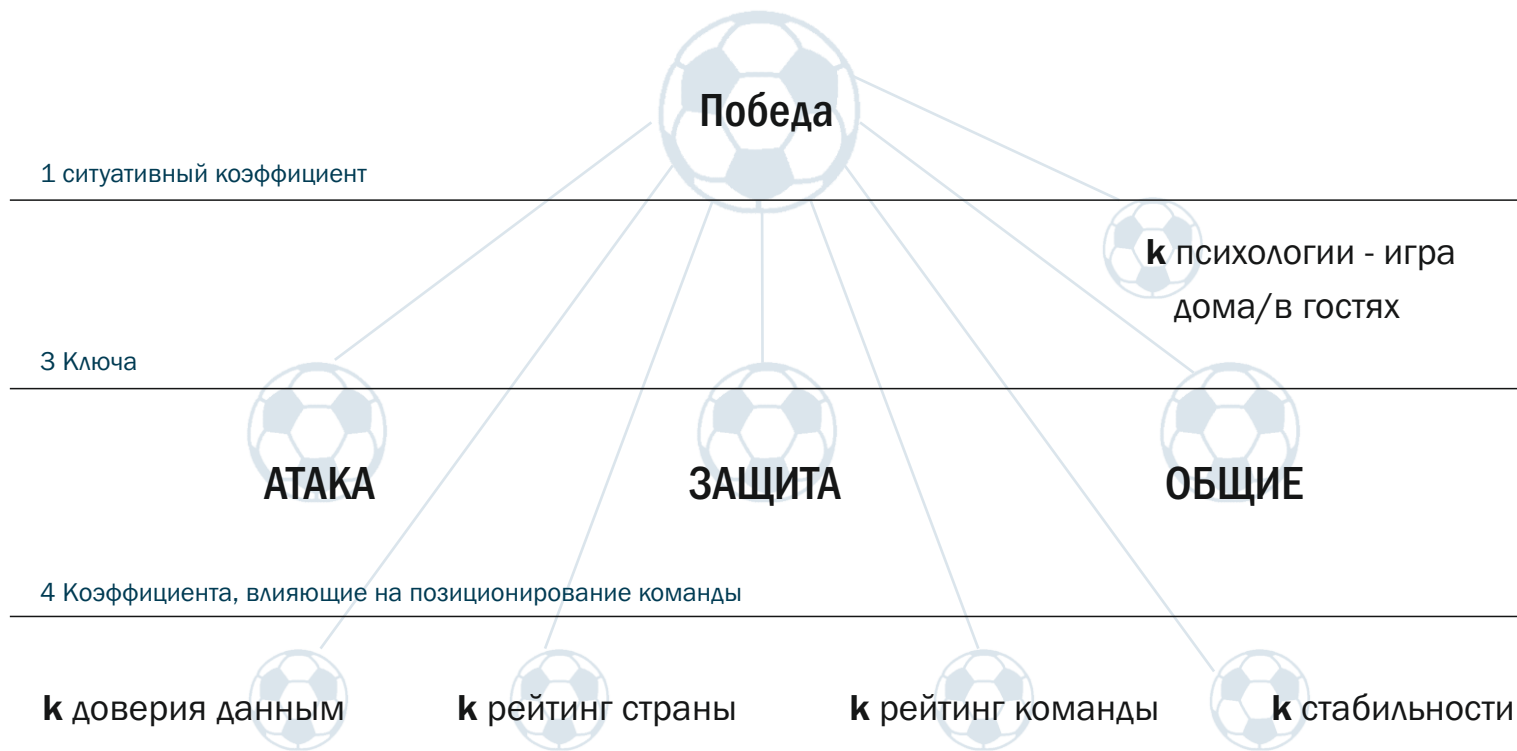 Победа
1 ситуативный коэффициент
k психологии - игра
дома/в гостях
3 Ключа
АТАКА ЗАЩИТА ОБЩИЕ
4 Коэффициента, влияющие на позиционирование команды
k доверия данным k рейтинг страны k рейтинг команды k стабильности